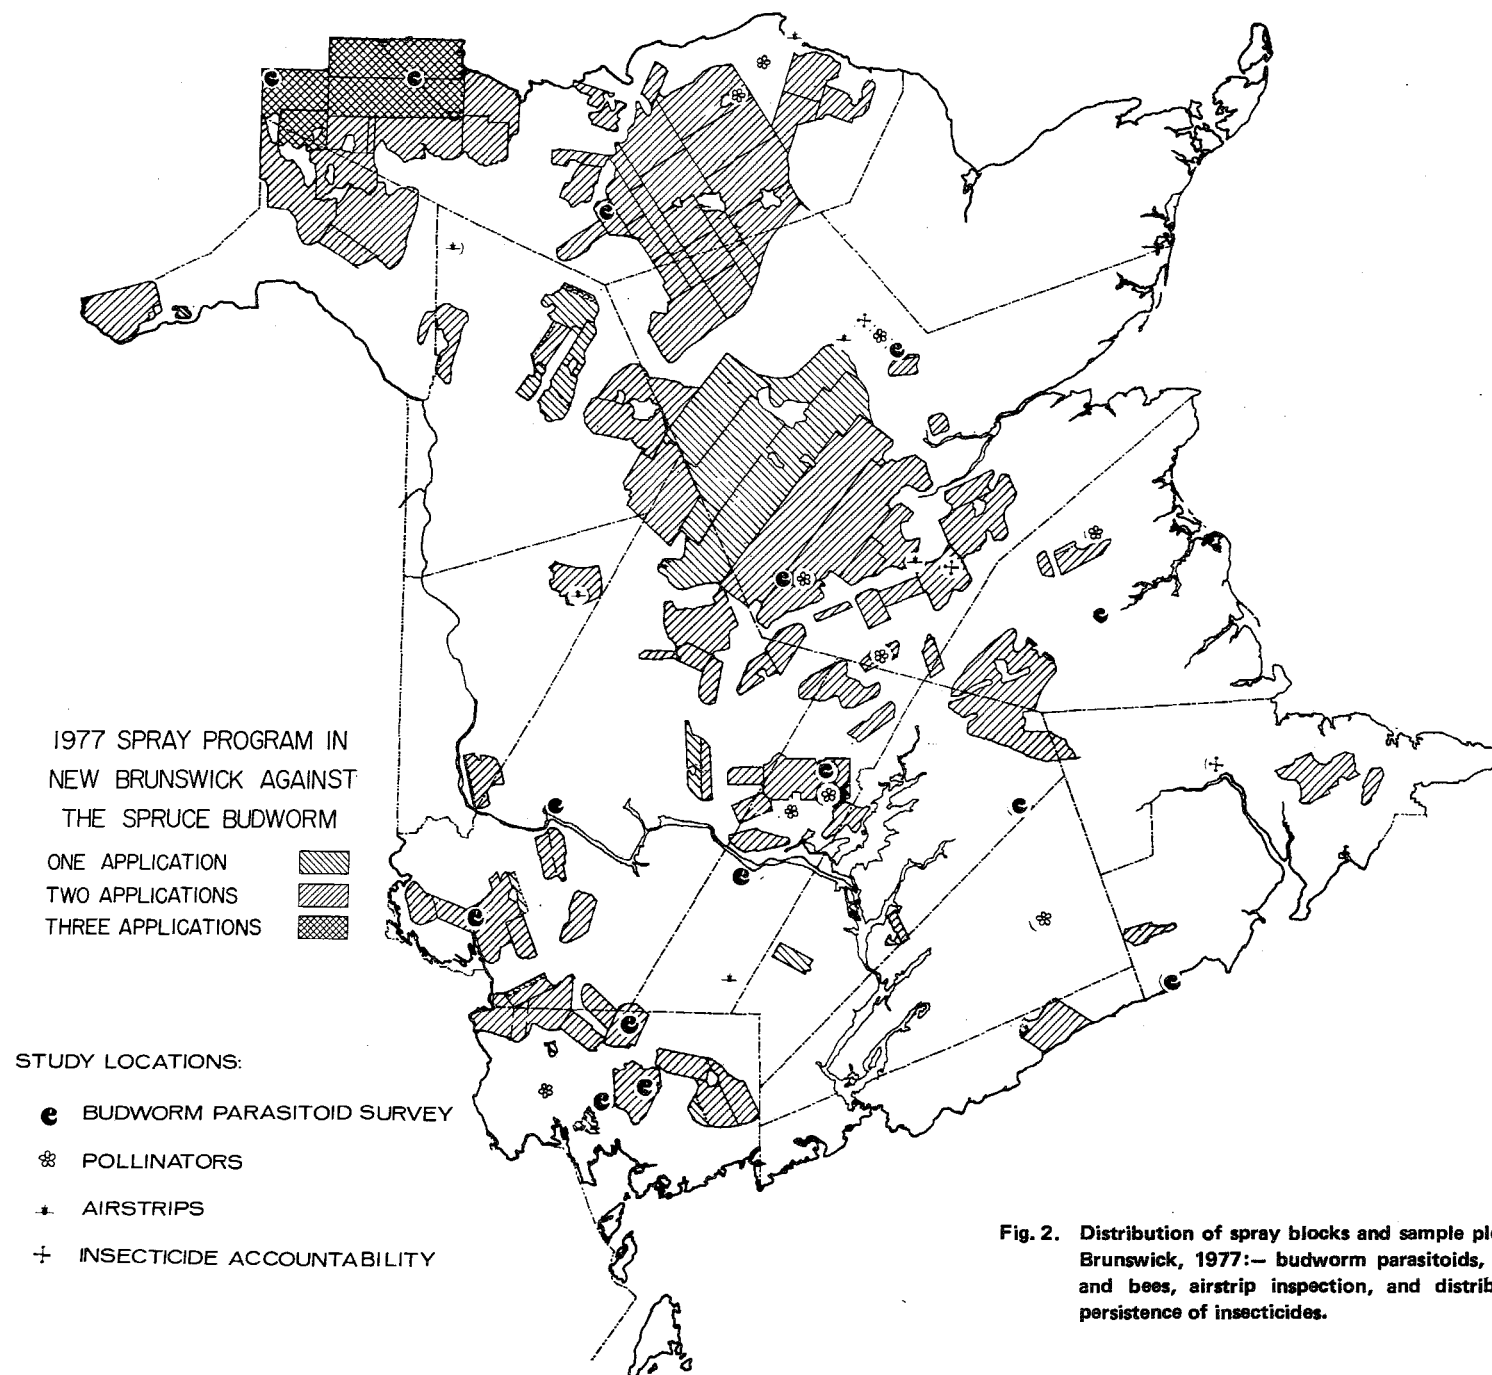 1977 SPRAY PROGRAM IN
NEW BRUNSWICK AGAINST
THE SPRUCE BUDWORM
ONE APPLICATION
TWO APPLICATIONS
THREE APPLICATIONS
STUDY LOCATIONS:
BUDWORM PARASITOID SURVEY
POLLINATORS
AIRSTRIPS
INSECTICIDE ACCOUNTABILITY
Fig. 2. Distribution of spray blocks and sample
Brunswick, 1977:— budworm parasitoids,
and bees, airstrip inspection, and
persistence of insecticides.